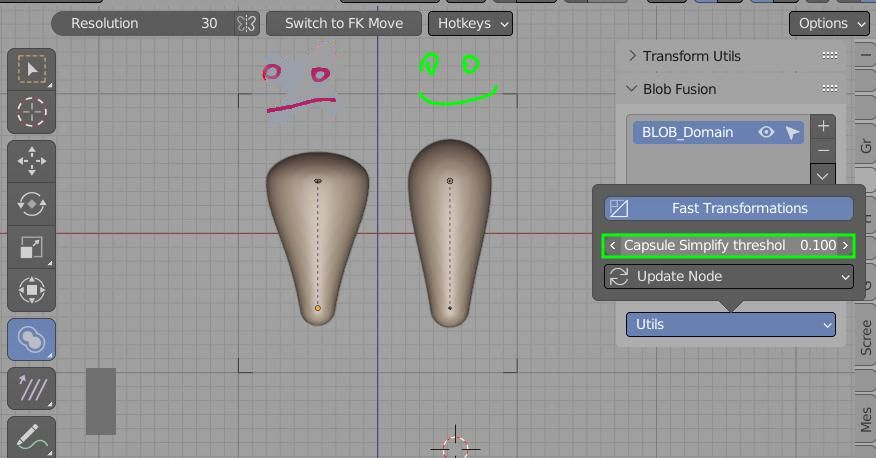 Resolution 30 Switch to FK Move Hotkeys Options
Transform Utils
Blob Fusion
BLOB_Domain
Fast Transformations
Capsule Simplify threshol 0.100
Update Node
Utils
Gr
G
Scree
Mes